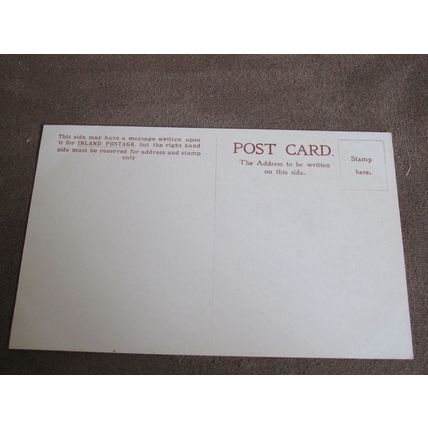 This side may have a message written upon
it for INLAND POSTAGE, but the right hand
side must be reserved for address and stamp
only
POST CARD.
The Address to be written
on this side.
Stamp
here.